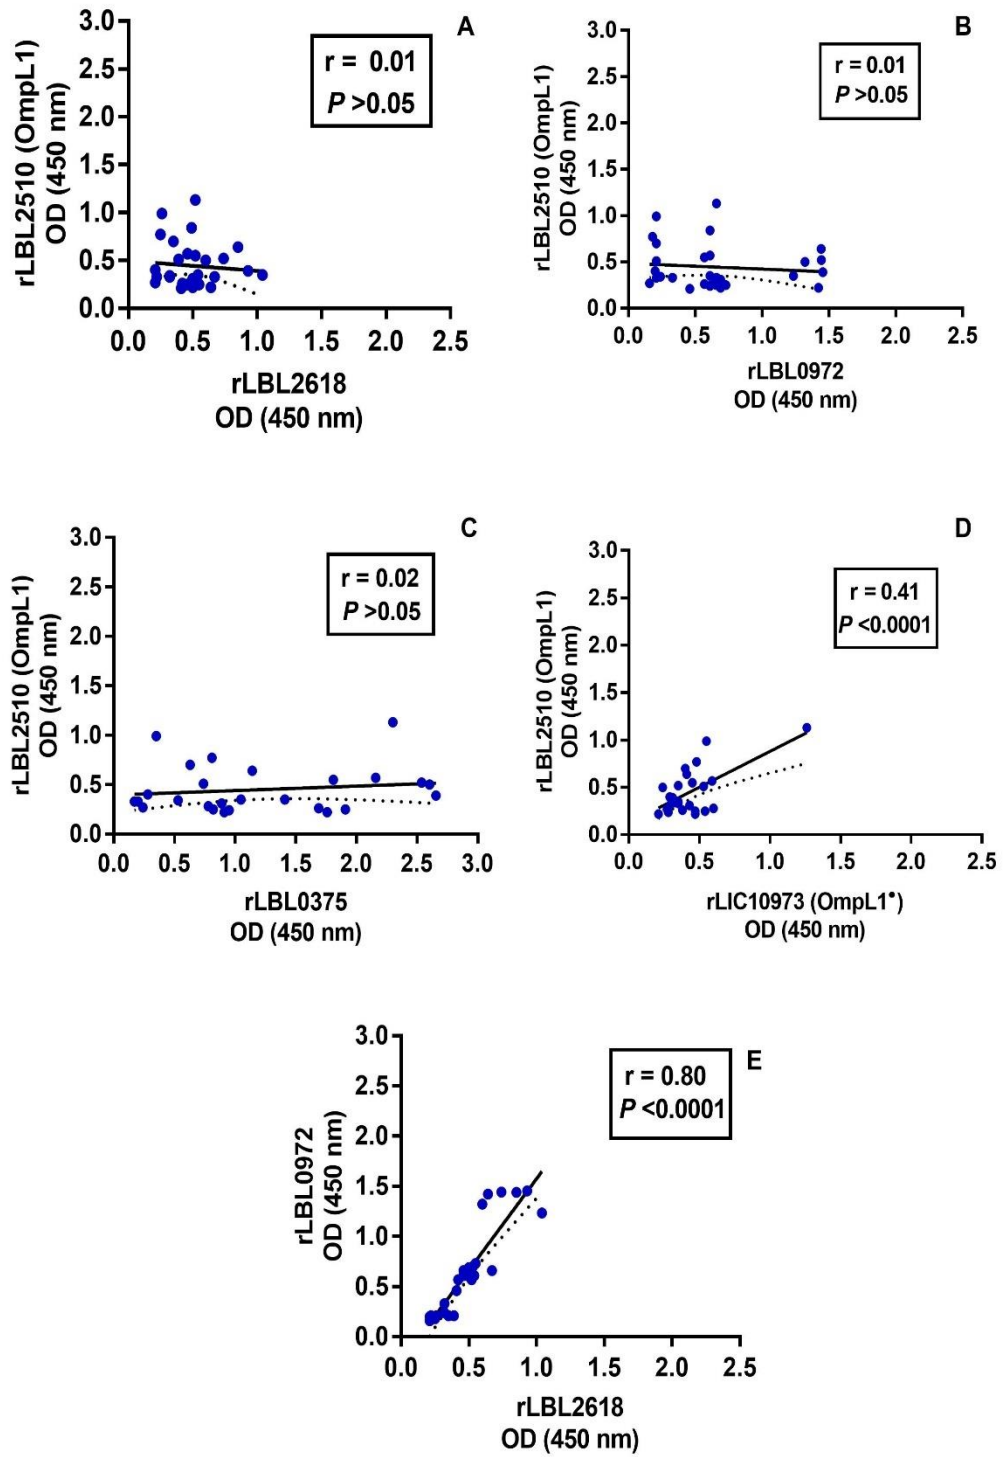 A
r = 0.01
P >0.05
rLBL2510 (OmpL1)
OD (450 nm)
3.0
2.5
2.0
1.5
1.0
0.5
0.0
0.0 0.5 1.0 1.5 2.0 2.5
rLBL2618
OD (450 nm)
B
r = 0.01
P >0.05
rLBL2510 (OmpL1)
OD (450 nm)
3.0
2.5
2.0
1.5
1.0
0.5
0.0
0.0 0.5 1.0 1.5 2.0 2.5
rLBL0972
OD (450 nm)
C
r = 0.02
P >0.05
rLBL2510 (OmpL1)
OD (450 nm)
3.0
2.5
2.0
1.5
1.0
0.5
0.0
0.0 0.5 1.0 1.5 2.0 2.5 3.0
rLBL0375
OD (450 nm)
D
r = 0.41
P <0.0001
rLBL2510 (OmpL1)
OD (450 nm)
3.0
2.5
2.0
1.5
1.0
0.5
0.0
0.0 0.5 1.0 1.5 2.0 2.5
rLIC10973 (OmpL1•)
OD (450 nm)
E
r = 0.80
P <0.0001
rLBL0972
OD (450 nm)
3.0
2.5
2.0
1.5
1.0
0.5
0.0
0.0 0.5 1.0 1.5 2.0 2.5
rLBL2618
OD (450 nm)